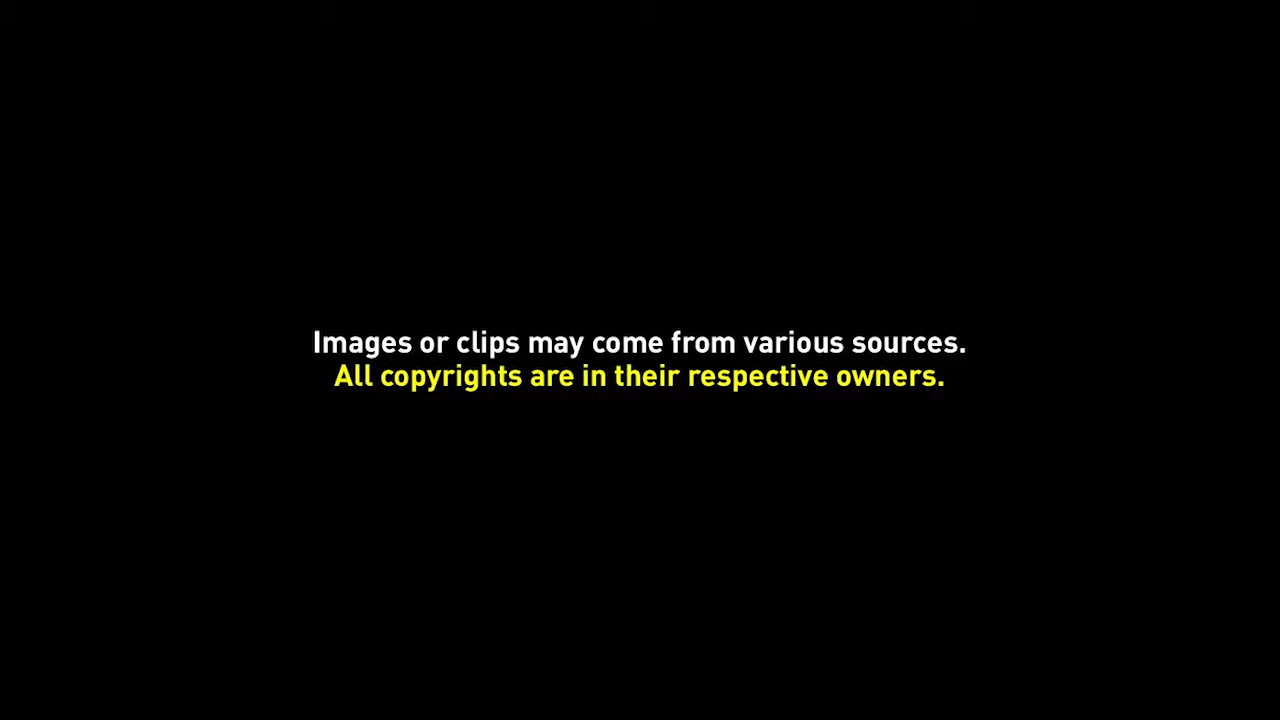 Images or clips may come from various sources.
All copyrights are in their respective owners.